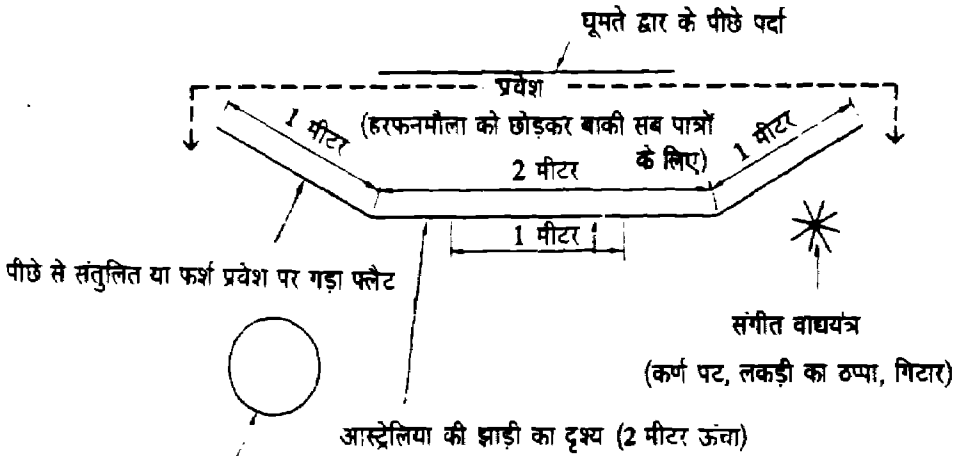 घूमते द्वार के पीछे पर्दा
प्रवेश
(हरफनमौला को छोड़कर बाकी सब पात्रों
के लिए)
1 मीटर
1 मीटर
2 मीटर
1 मीटर
पीछे से संतुलित या फर्श प्रवेश पर गड़ा फ्लैट
संगीत वाद्ययंत्र
(कर्ण पट, लकड़ी का ठप्पा, गिटार)
आस्ट्रेलिया की झाड़ी का दृश्य (2 मीटर ऊंचा)